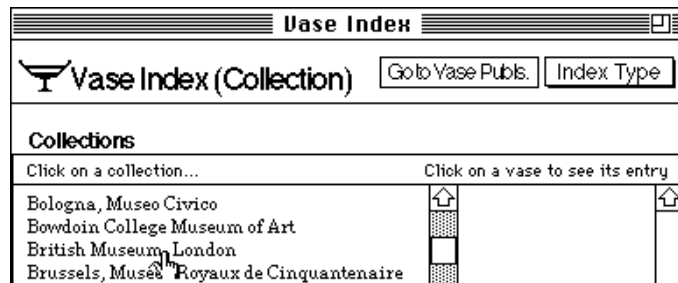 Vase Index
Vase Index (Collection)
Go to Vase Publs.
Index Type
Collections
Click on a collection...
Click on a vase to see its entry
Bologna, Museo Civico
Bowdoin College Museum of Art
British Museum, London
Brussels, Musée Royaux de Cinquantenaire